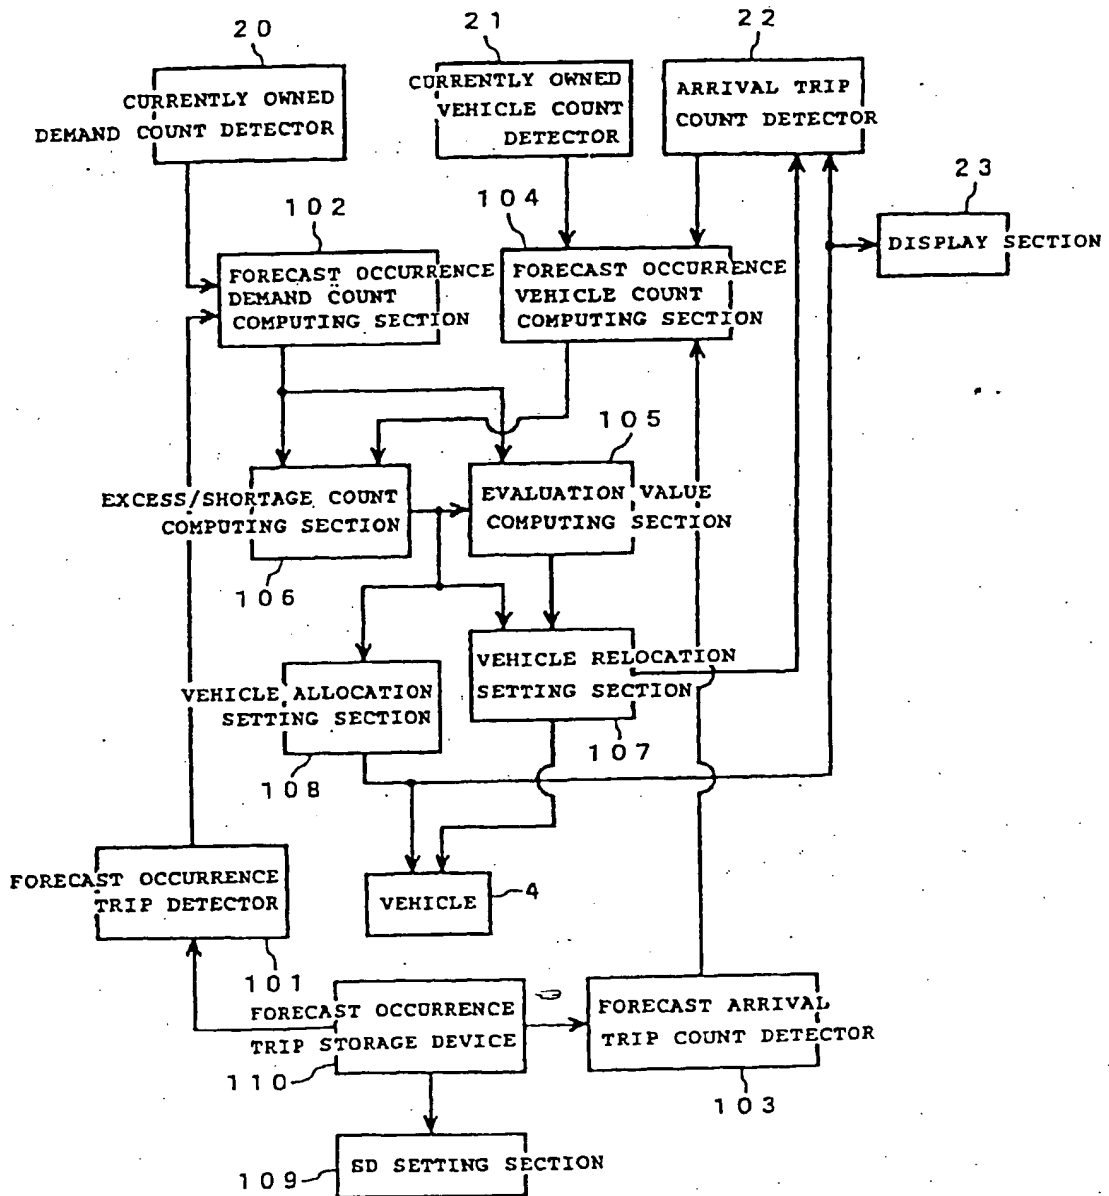 20
21
22
CURRENTLY OWNED
DEMAND COUNT DETECTOR
CURRENTLY OWNED
VEHICLE COUNT
DETECTOR
ARRIVAL TRIP
COUNT DETECTOR
23
DISPLAY SECTION
102
104
FORECAST OCCURRENCE
DEMAND COUNT
COMPUTING SECTION
FORECAST OCCURRENCE
VEHICLE COUNT
COMPUTING SECTION
105
EXCESS/SHORTAGE COUNT
COMPUTING SECTION
EVALUATION VALUE
COMPUTING SECTION
106
VEHICLE ALLOCATION
SETTING SECTION
VEHICLE RELOCATION
SETTING SECTION
107
108
FORECAST OCCURRENCE
TRIP DETECTOR
VEHICLE
4
101
FORECAST OCCURRENCE
TRIP STORAGE DEVICE
FORECAST ARRIVAL
TRIP COUNT DETECTOR
110
103
SD SETTING SECTION
109